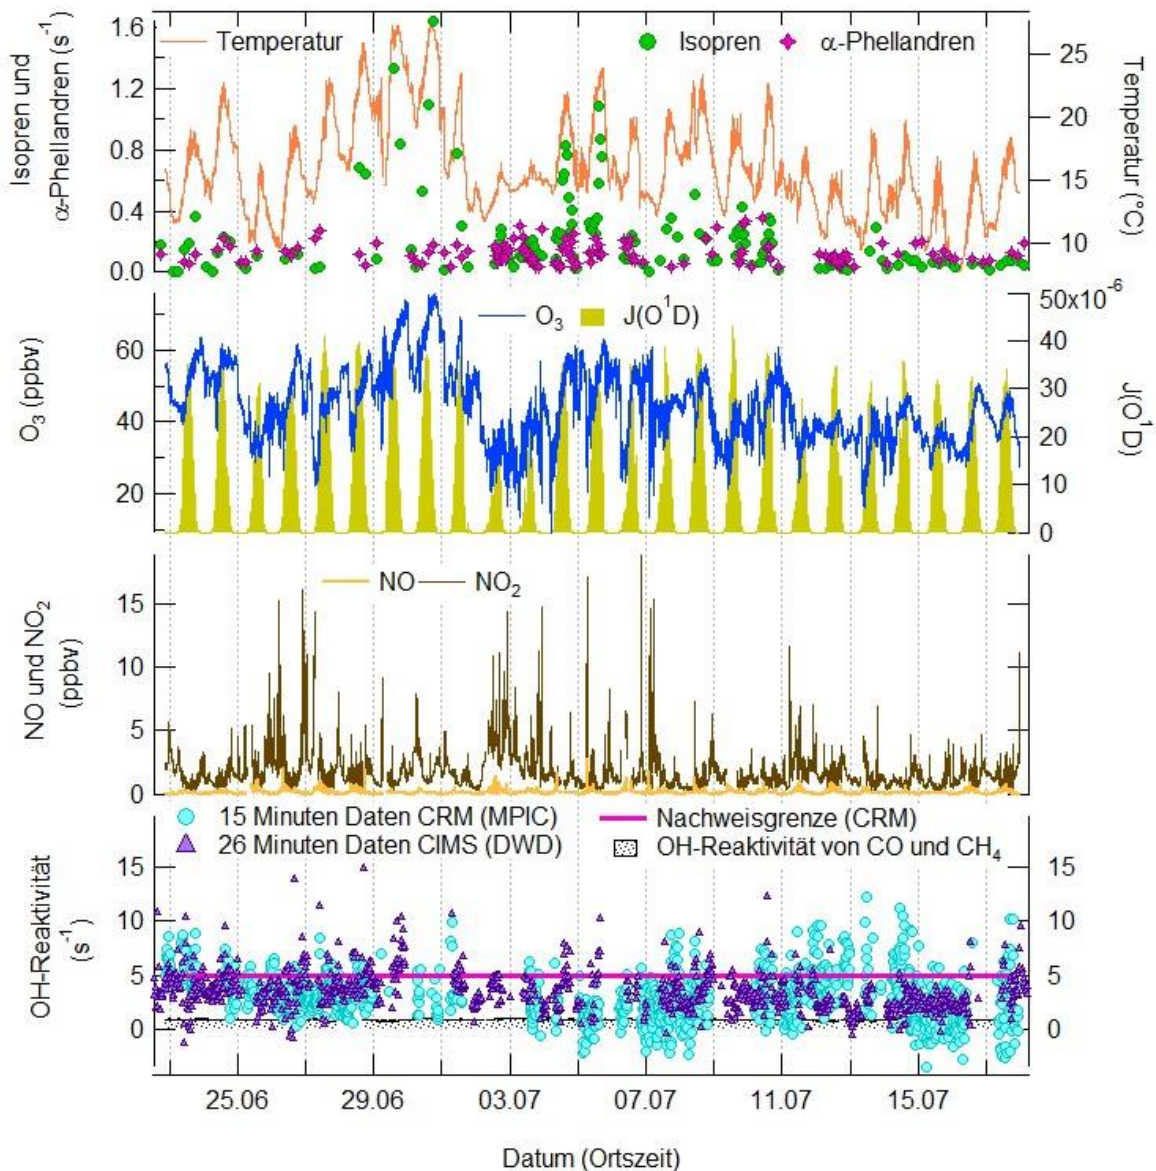 Isopren und
α-Phellandren (s⁻¹)
1.6
1.2
0.8
0.4
0.0
Temperatur
Isopren
α-Phellandren
25
20
15
10
Temperatur (°C)
O₃ (ppbv)
60
40
20
O₃
J(O¹D)
50x10⁻⁶
40
30
20
10
0
J(O¹D)
NO und NO₂
(ppbv)
15
10
5
0
NO
NO₂
OH-Reaktivität
(s⁻¹)
15 Minuten Daten CRM (MPIC)
26 Minuten Daten CIMS (DWD)
Nachweisgrenze (CRM)
OH-Reaktivität von CO und CH₄
15
10
5
0
15
10
5
0
25.06
29.06
03.07
07.07
11.07
15.07
Datum (Ortszeit)